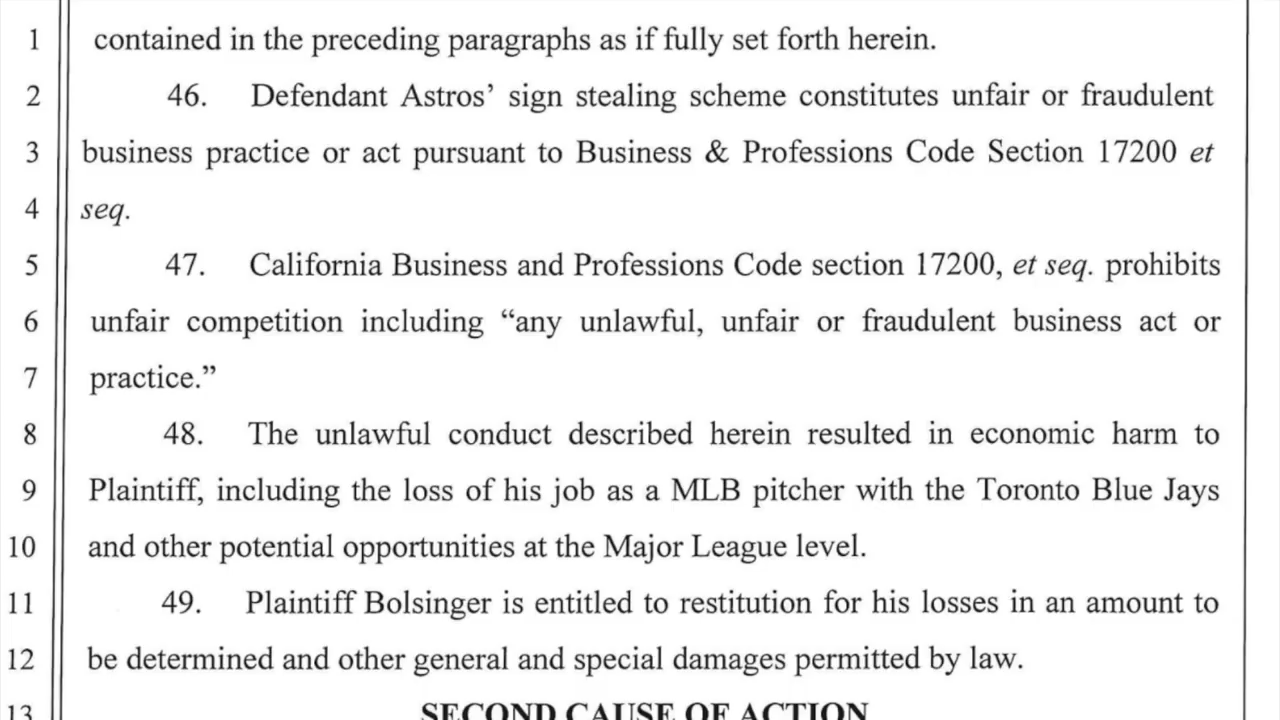 1 contained in the preceding paragraphs as if fully set forth herein.
2 46. Defendant Astros’ sign stealing scheme constitutes unfair or fraudulent
3 business practice or act pursuant to Business & Professions Code Section 17200 et
4 seq.
5 47. California Business and Professions Code section 17200, et seq. prohibits
6 unfair competition including “any unlawful, unfair or fraudulent business act or
7 practice.”
8 48. The unlawful conduct described herein resulted in economic harm to
9 Plaintiff, including the loss of his job as a MLB pitcher with the Toronto Blue Jays
10 and other potential opportunities at the Major League level.
11 49. Plaintiff Bolsinger is entitled to restitution for his losses in an amount to
12 be determined and other general and special damages permitted by law.
13 SECOND CAUSE OF ACTION